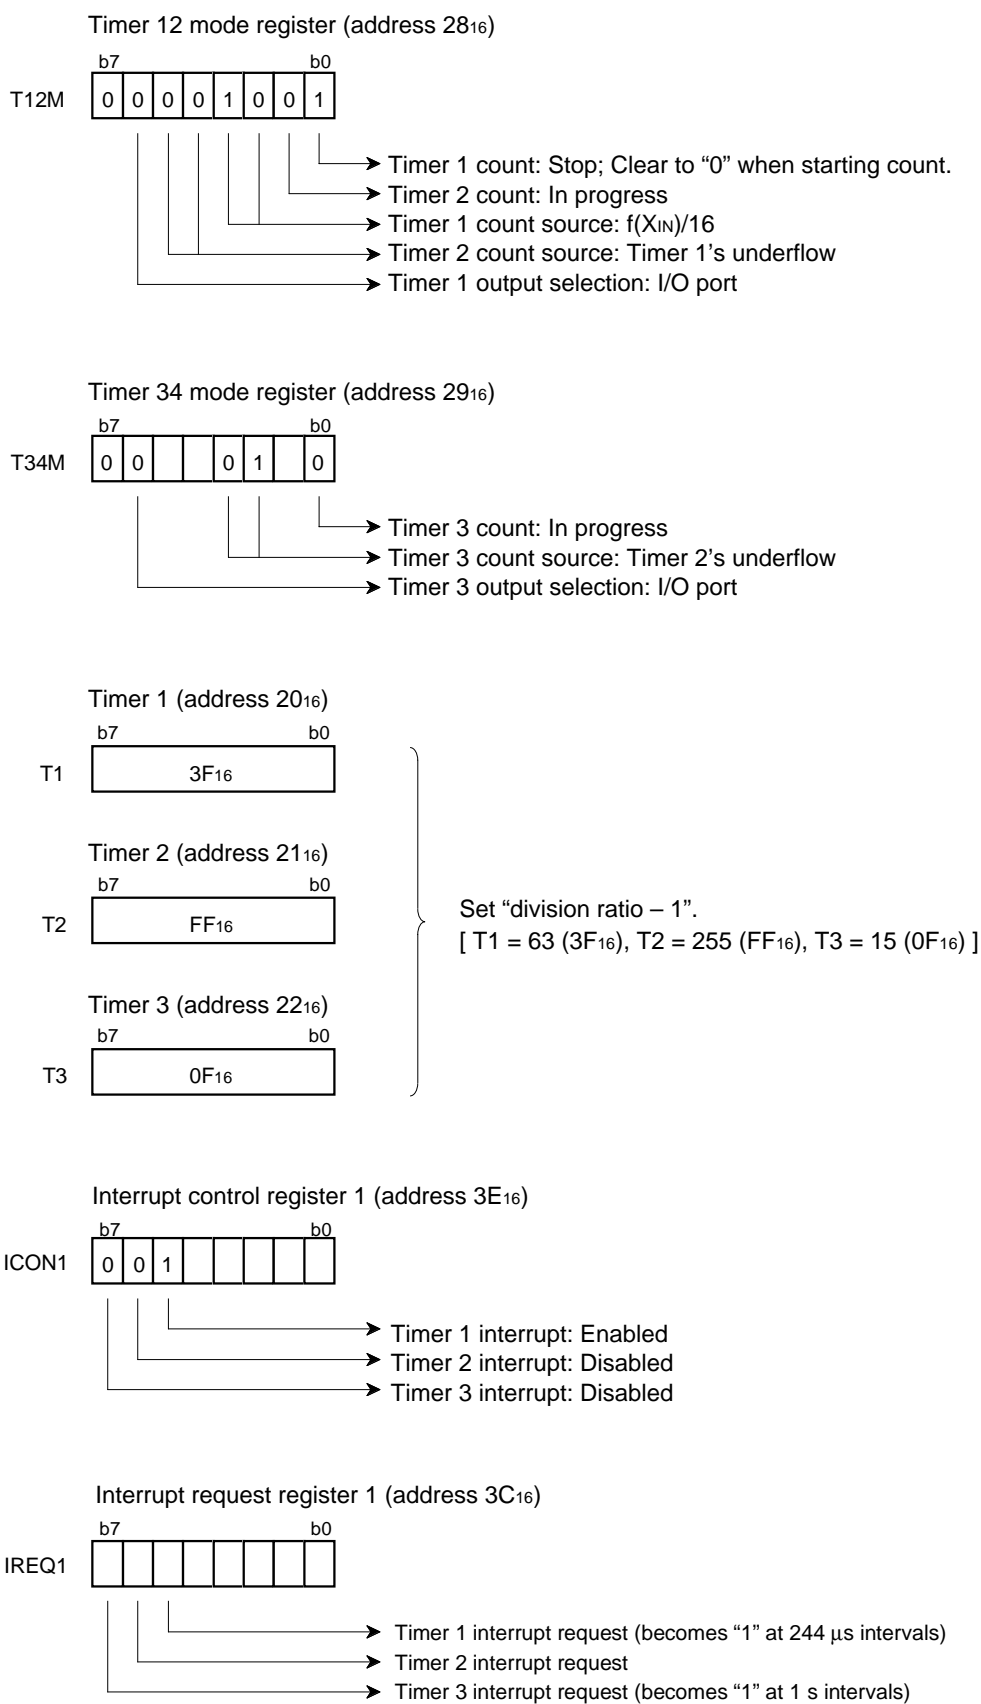 Timer 12 mode register (address 28₁₆)
b7 b0
T12M 0 0 0 0 1 0 0 1
Timer 1 count: Stop; Clear to “0” when starting count.
Timer 2 count: In progress
Timer 1 count source: f(XIN)/16
Timer 2 count source: Timer 1’s underflow
Timer 1 output selection: I/O port
Timer 34 mode register (address 29₁₆)
b7 b0
T34M 0 0 0 1 0
Timer 3 count: In progress
Timer 3 count source: Timer 2’s underflow
Timer 3 output selection: I/O port
Timer 1 (address 20₁₆)
b7 b0
T1 3F₁₆
Timer 2 (address 21₁₆)
b7 b0
T2 FF₁₆
Set “division ratio – 1”.
[ T1 = 63 (3F₁₆), T2 = 255 (FF₁₆), T3 = 15 (0F₁₆) ]
Timer 3 (address 22₁₆)
b7 b0
T3 0F₁₆
Interrupt control register 1 (address 3E₁₆)
b7 b0
ICON1 0 0 1
Timer 1 interrupt: Enabled
Timer 2 interrupt: Disabled
Timer 3 interrupt: Disabled
Interrupt request register 1 (address 3C₁₆)
b7 b0
IREQ1
Timer 1 interrupt request (becomes “1” at 244 μs intervals)
Timer 2 interrupt request
Timer 3 interrupt request (becomes “1” at 1 s intervals)